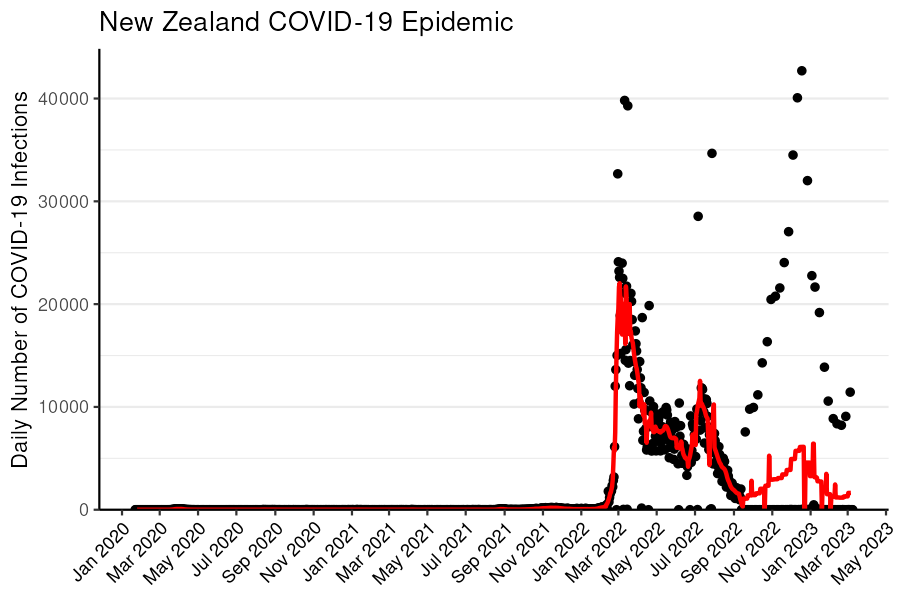 New Zealand COVID-19 Epidemic
Daily Number of COVID-19 Infections
40000
30000
20000
10000
0
Jan 2020
Mar 2020
May 2020
Jul 2020
Sep 2020
Nov 2020
Jan 2021
Mar 2021
May 2021
Jul 2021
Sep 2021
Nov 2021
Jan 2022
Mar 2022
May 2022
Jul 2022
Sep 2022
Nov 2022
Jan 2023
Mar 2023
May 2023